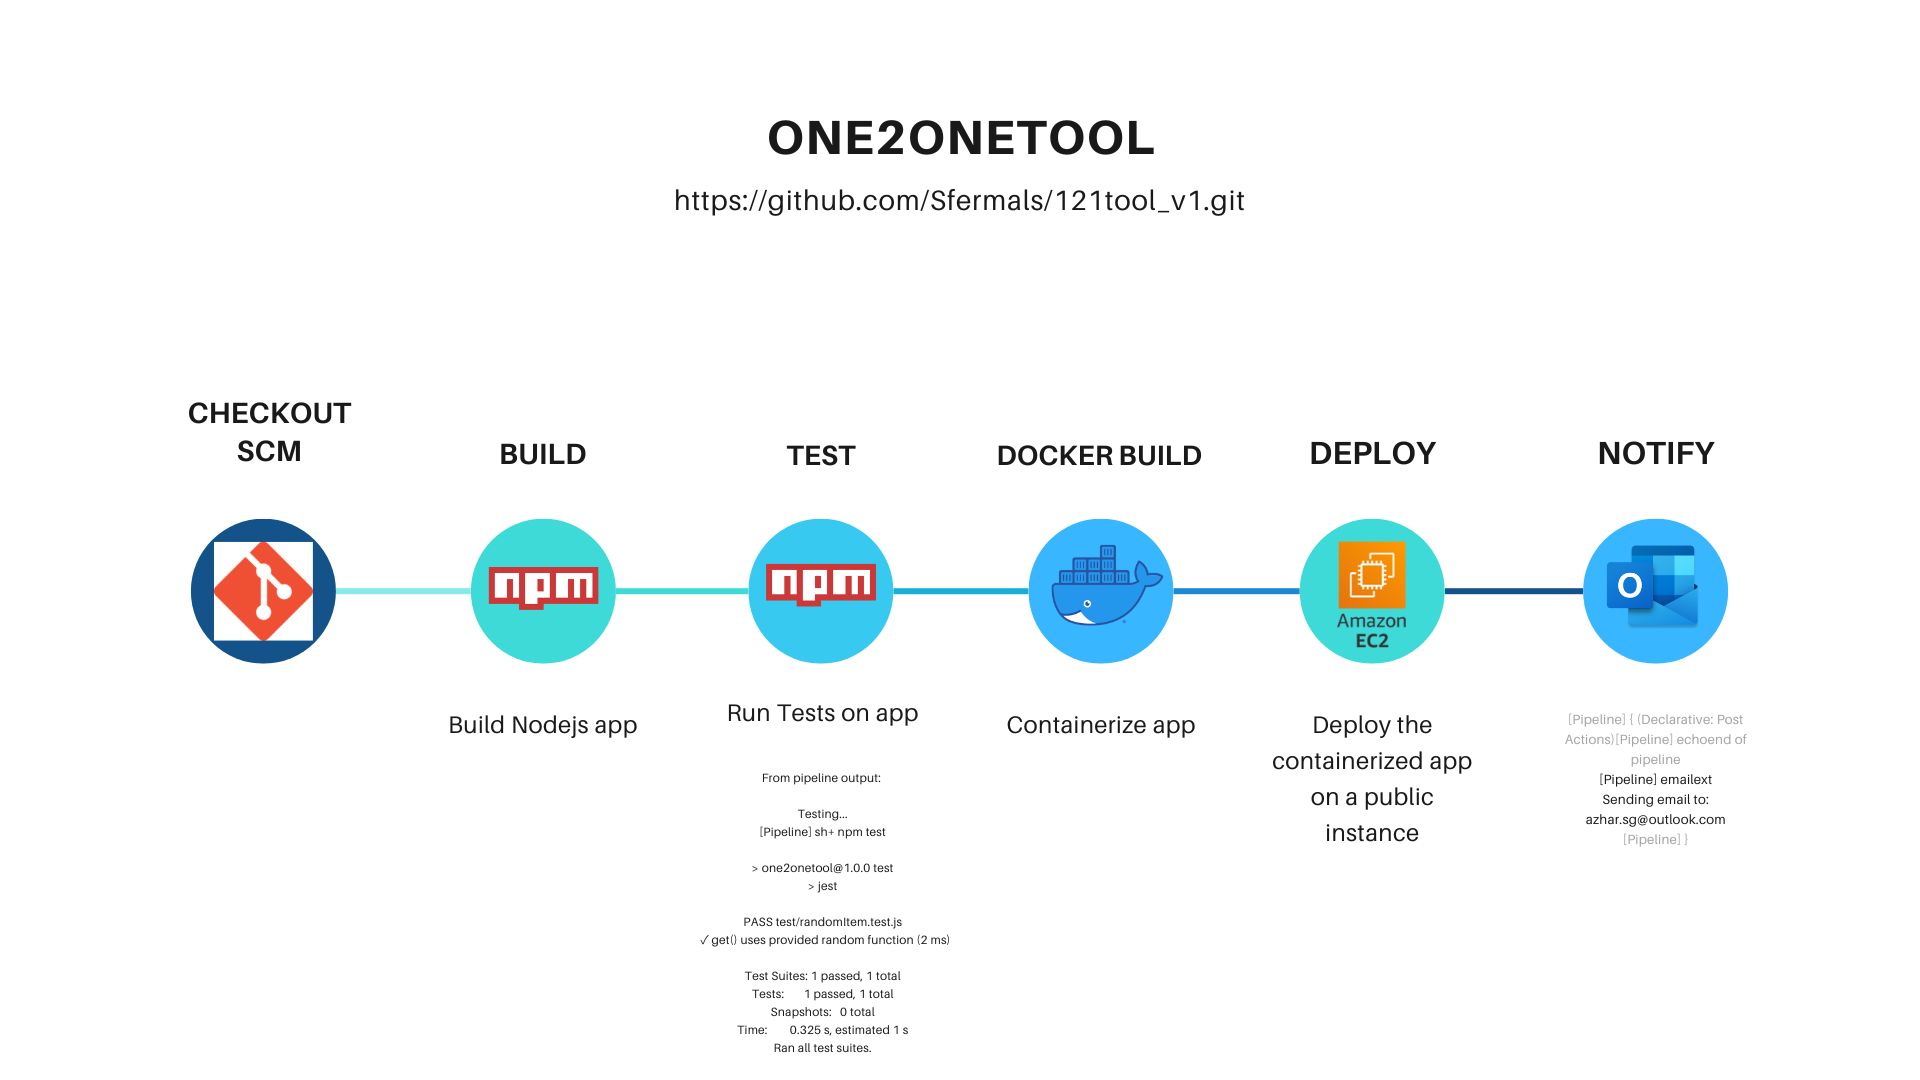 ONE2ONETOOL
https://github.com/Sfermals/121tool_v1.git
CHECKOUT
SCM
BUILD
TEST
DOCKER BUILD
DEPLOY
NOTIFY
npm
npm
Amazon
EC2
O
Build Nodejs app
Run Tests on app
From pipeline output:
Testing...
[Pipeline] sh+ npm test
> one2onetool@1.0.0 test
> jest
PASS test/randomItem.test.js
✓ get() uses provided random function (2 ms)
Test Suites: 1 passed, 1 total
Tests: 1 passed, 1 total
Snapshots: 0 total
Time: 0.325 s, estimated 1 s
Ran all test suites.
Containerize app
Deploy the
containerized app
on a public
instance
[Pipeline] { (Declarative: Post
Actions)[Pipeline] echoend of
pipeline
[Pipeline] emailext
Sending email to:
azhar.sg@outlook.com
[Pipeline] }